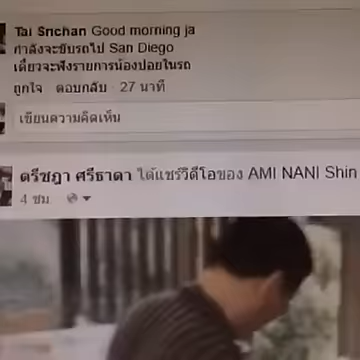 Tai Srichan Good morning ja
กำลังจะขับรถไป San Diego
เดี๋ยวจะฟังรายการน้องปอยในรถ
ถูกใจ · ตอบกลับ · 27 นาที
เขียนความคิดเห็น
ตรีชฎา ศรีธาดา ได้แชร์วิดีโอของ AMI NANI Shin
4 ชม.